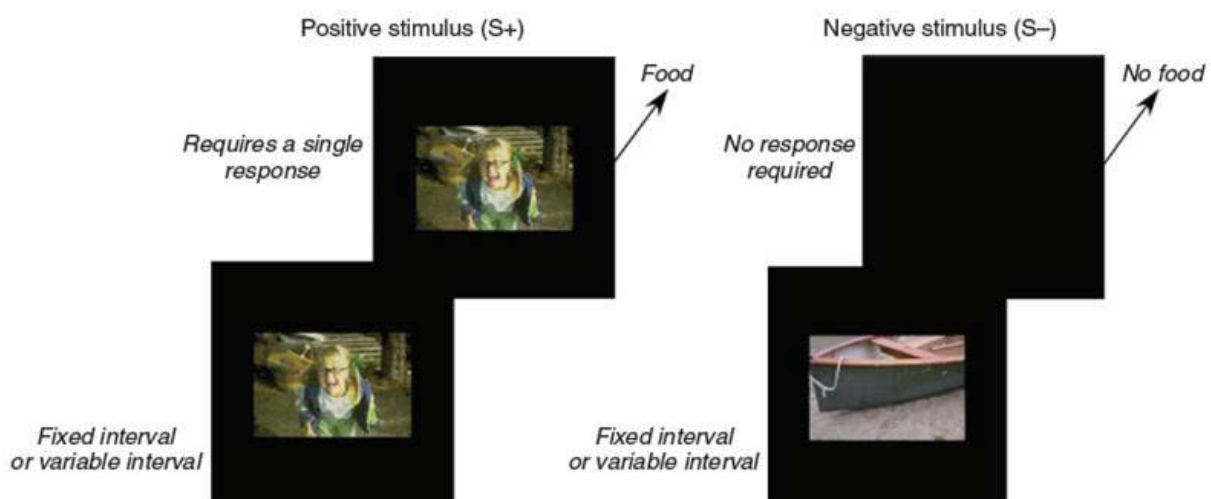 Positive stimulus (S+)
Food
Requires a single
response
Fixed interval
or variable interval
Negative stimulus (S–)
No food
No response
required
Fixed interval
or variable interval